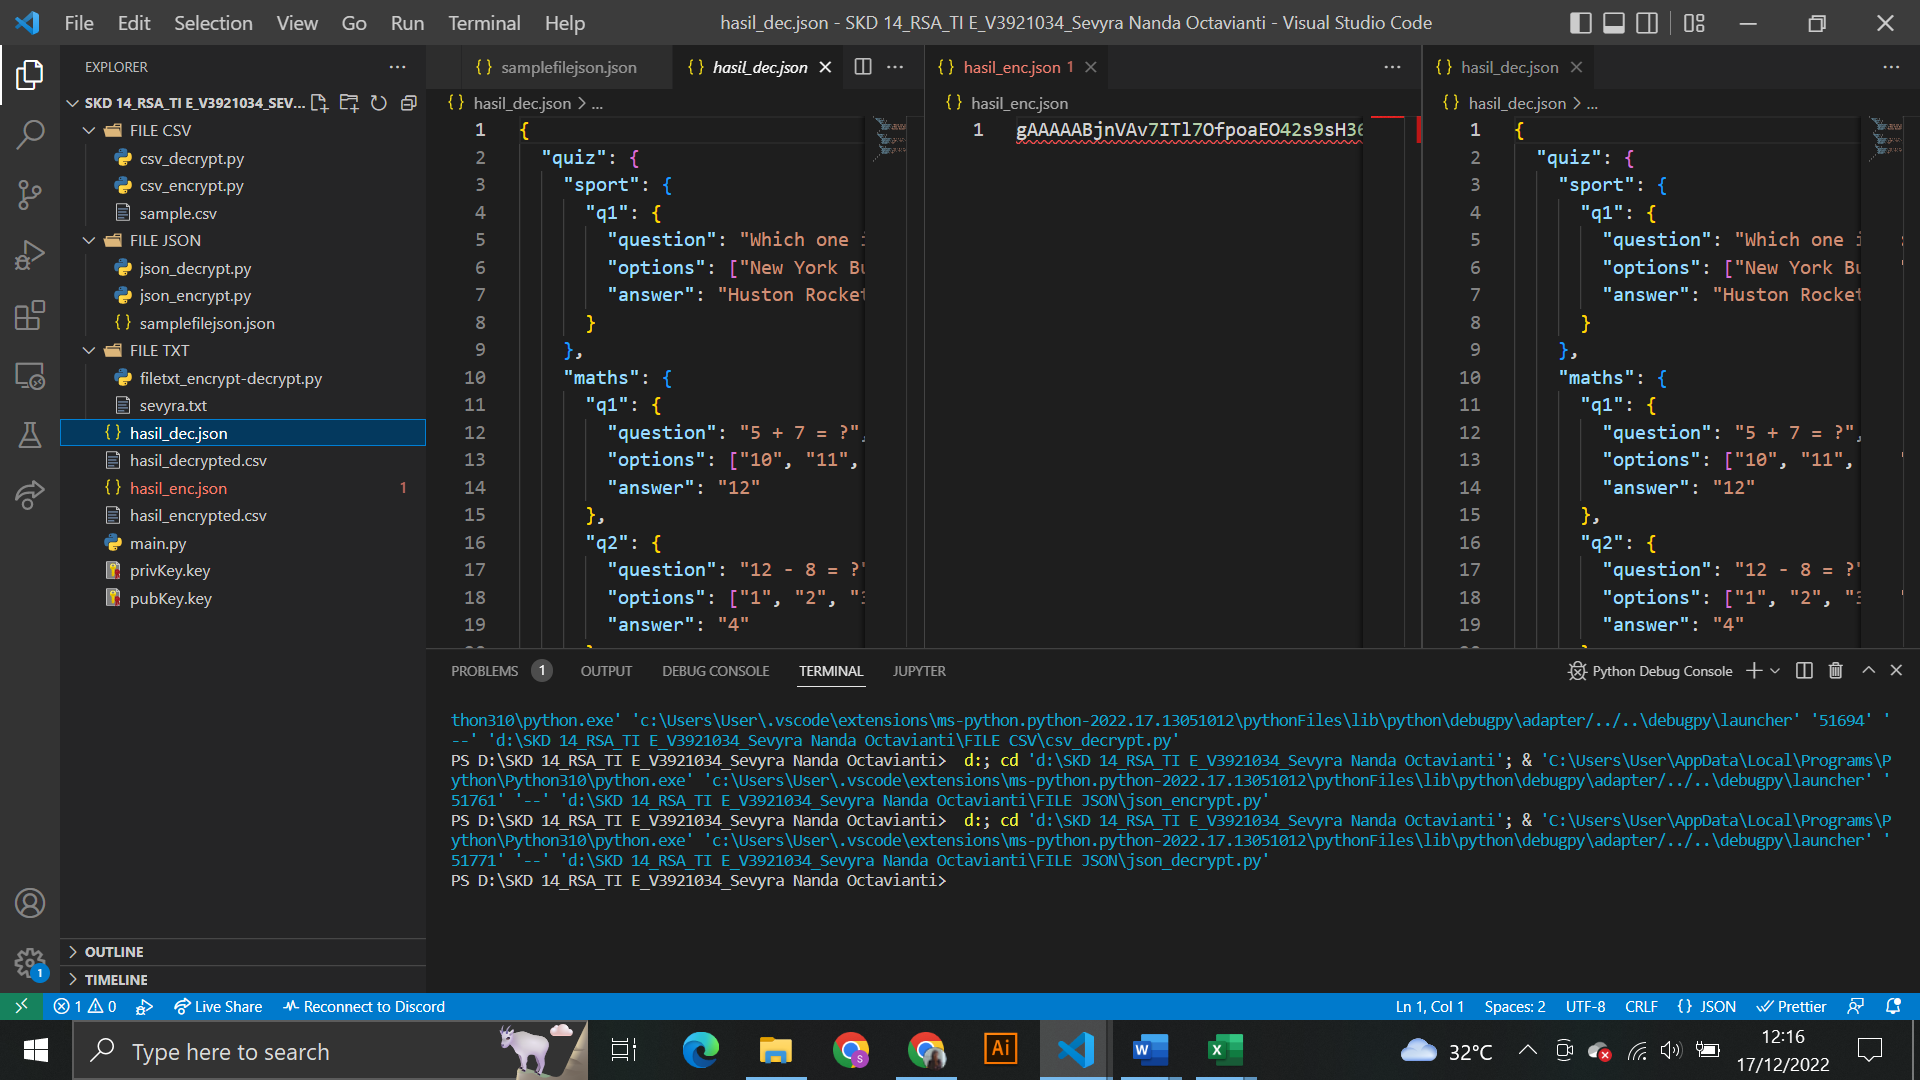 File Edit Selection View Go Run Terminal Help
hasil_dec.json - SKD 14_RSA_TI E_V3921034_Sevyra Nanda Octavianti - Visual Studio Code
EXPLORER
SKD 14_RSA_TI E_V3921034_SEV...
FILE CSV
csv_decrypt.py
csv_encrypt.py
sample.csv
FILE JSON
json_decrypt.py
json_encrypt.py
samplefilejson.json
FILE TXT
filetxt_encrypt-decrypt.py
sevyra.txt
hasil_dec.json
hasil_decrypted.csv
hasil_enc.json 1
hasil_encrypted.csv
main.py
privKey.key
pubKey.key
OUTLINE
TIMELINE
samplefilejson.json
hasil_dec.json
hasil_dec.json > ...
1 {
2 "quiz": {
3 "sport": {
4 "q1": {
5 "question": "Which one i
6 "options": ["New York Bu
7 "answer": "Huston Rocket
8 }
9 },
10 "maths": {
11 "q1": {
12 "question": "5 + 7 = ?",
13 "options": ["10", "11",
14 "answer": "12"
15 },
16 "q2": {
17 "question": "12 - 8 = ?"
18 "options": ["1", "2", "3
19 "answer": "4"
hasil_enc.json 1
hasil_enc.json
1 gAAAAABjnVAv7ITl7OfpoaEO42s9sH36
hasil_dec.json
hasil_dec.json > ...
1 {
2 "quiz": {
3 "sport": {
4 "q1": {
5 "question": "Which one i
6 "options": ["New York Bu
7 "answer": "Huston Rocket
8 }
9 },
10 "maths": {
11 "q1": {
12 "question": "5 + 7 = ?",
13 "options": ["10", "11",
14 "answer": "12"
15 },
16 "q2": {
17 "question": "12 - 8 = ?"
18 "options": ["1", "2", "3
19 "answer": "4"
PROBLEMS 1 OUTPUT DEBUG CONSOLE TERMINAL JUPYTER
Python Debug Console
thon310\python.exe' 'c:\Users\User\.vscode\extensions\ms-python.python-2022.17.13051012\pythonFiles\lib\python\debugpy\adapter/../..\debugpy\launcher' '51694' '
--' 'd:\SKD 14_RSA_TI E_V3921034_Sevyra Nanda Octavianti\FILE CSV\csv_decrypt.py'
PS D:\SKD 14_RSA_TI E_V3921034_Sevyra Nanda Octavianti> d:; cd 'd:\SKD 14_RSA_TI E_V3921034_Sevyra Nanda Octavianti'; & 'C:\Users\User\AppData\Local\Programs\P
ython\Python310\python.exe' 'c:\Users\User\.vscode\extensions\ms-python.python-2022.17.13051012\pythonFiles\lib\python\debugpy\adapter/../..\debugpy\launcher' '
51761' '--' 'd:\SKD 14_RSA_TI E_V3921034_Sevyra Nanda Octavianti\FILE JSON\json_encrypt.py'
PS D:\SKD 14_RSA_TI E_V3921034_Sevyra Nanda Octavianti> d:; cd 'd:\SKD 14_RSA_TI E_V3921034_Sevyra Nanda Octavianti'; & 'C:\Users\User\AppData\Local\Programs\P
ython\Python310\python.exe' 'c:\Users\User\.vscode\extensions\ms-python.python-2022.17.13051012\pythonFiles\lib\python\debugpy\adapter/../..\debugpy\launcher' '
51771' '--' 'd:\SKD 14_RSA_TI E_V3921034_Sevyra Nanda Octavianti\FILE JSON\json_decrypt.py'
PS D:\SKD 14_RSA_TI E_V3921034_Sevyra Nanda Octavianti>
1
1 0 Live Share Reconnect to Discord
Ln 1, Col 1 Spaces: 2 UTF-8 CRLF {} JSON Prettier
Type here to search
Ai
32°C
12:16
17/12/2022